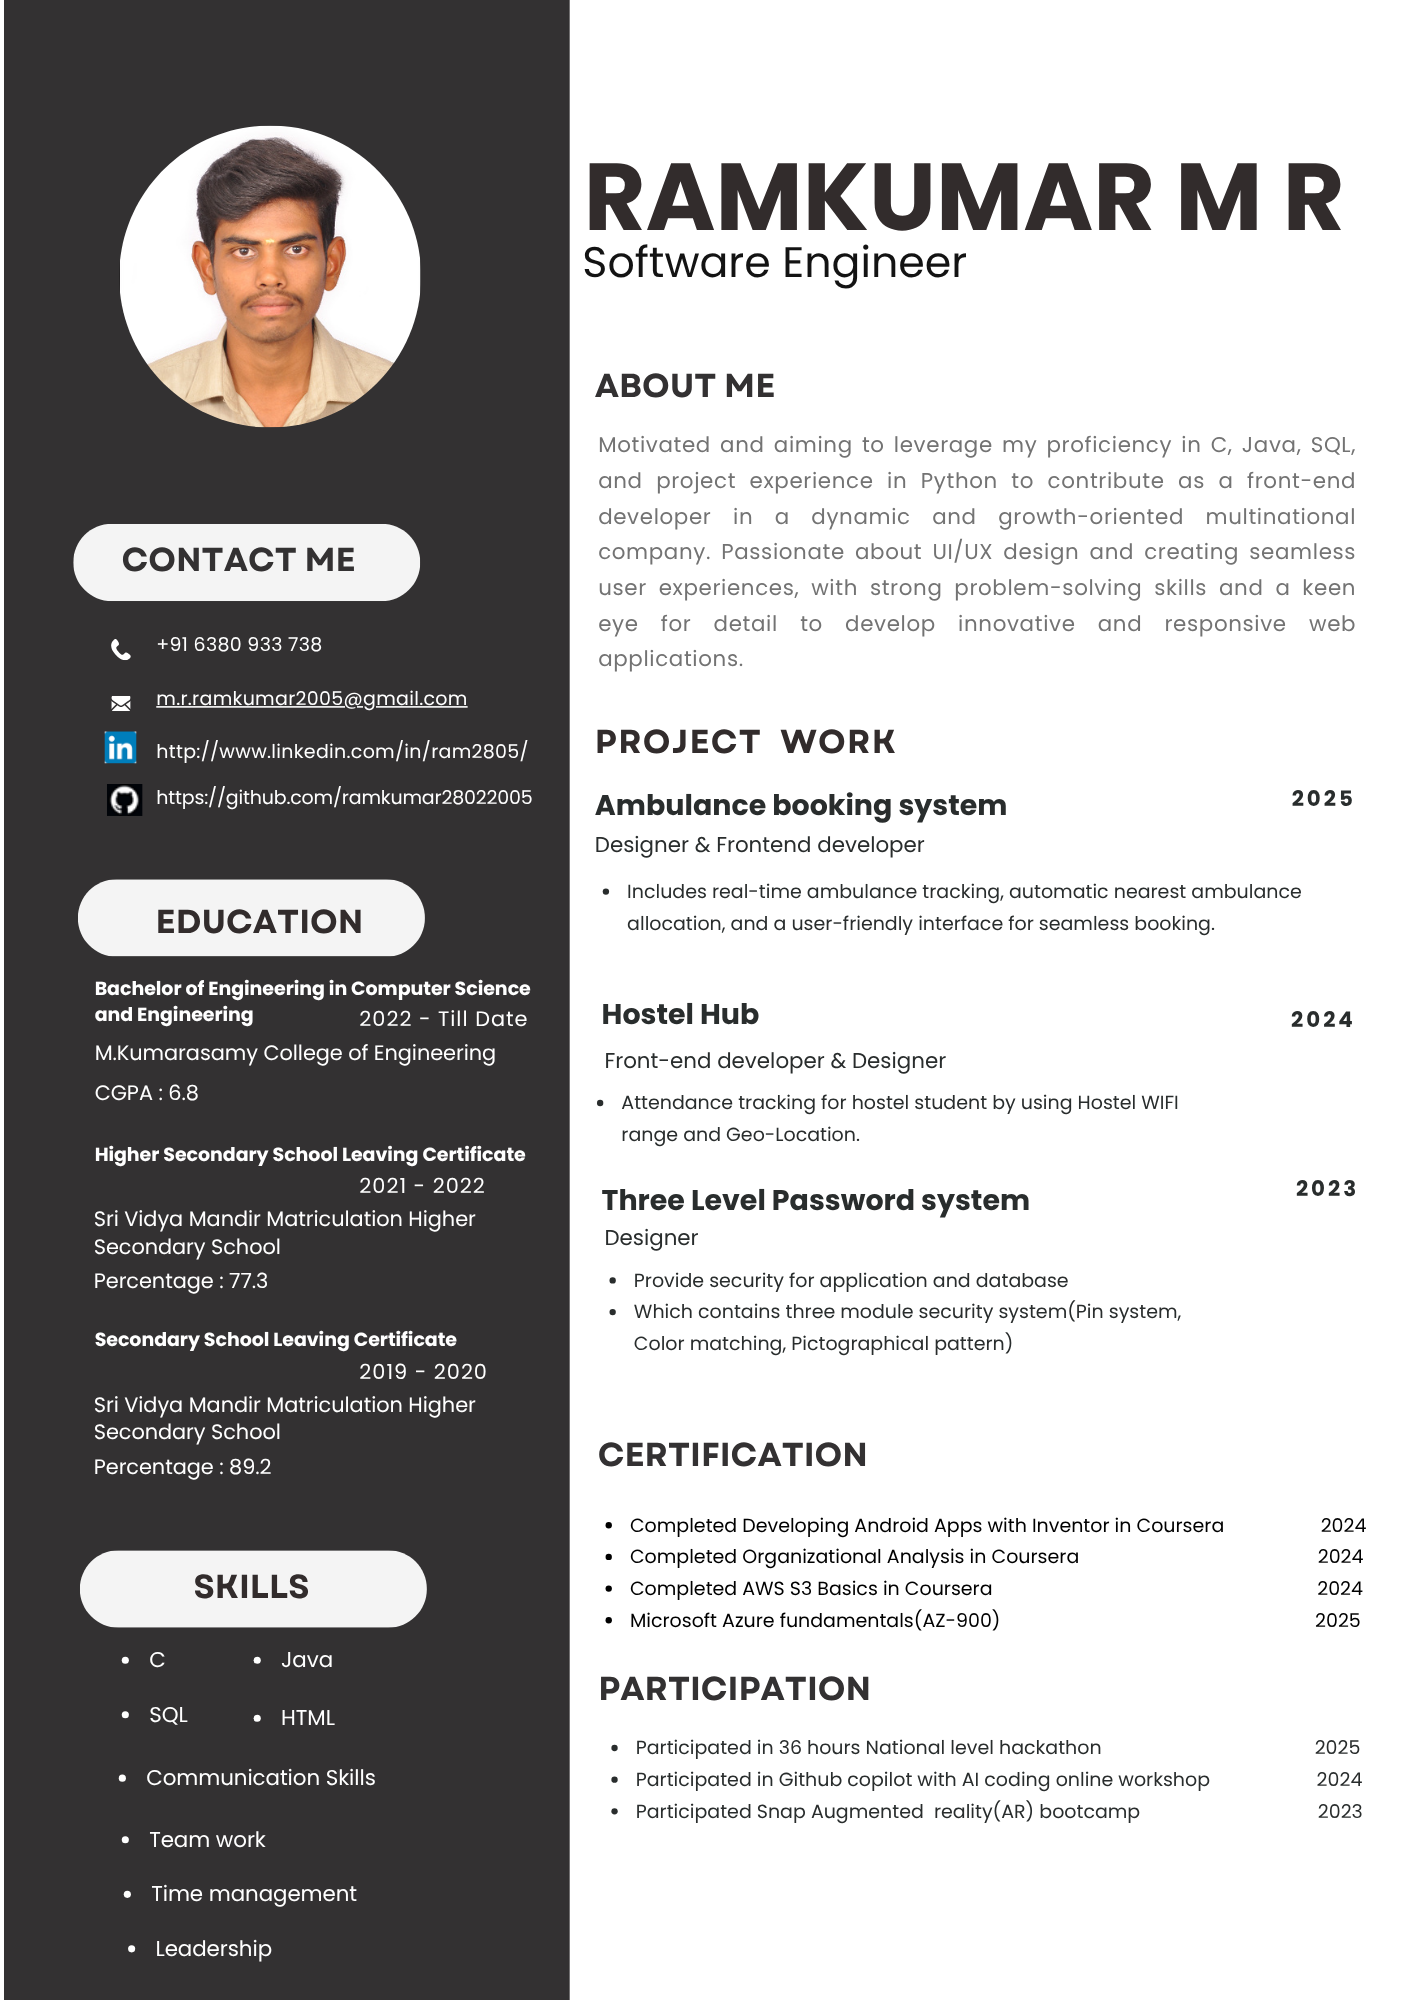 RAMKUMAR M R
Software Engineer
CONTACT ME
+91 6380 933 738
m.r.ramkumar2005@gmail.com
in http://www.linkedin.com/in/ram2805/
https://github.com/ramkumar28022005
EDUCATION
Bachelor of Engineering in Computer Science
and Engineering 2022 - Till Date
M.Kumarasamy College of Engineering
CGPA : 6.8
Higher Secondary School Leaving Certificate
2021 - 2022
Sri Vidya Mandir Matriculation Higher
Secondary School
Percentage : 77.3
Secondary School Leaving Certificate
2019 - 2020
Sri Vidya Mandir Matriculation Higher
Secondary School
Percentage : 89.2
SKILLS
• C • Java
• SQL • HTML
• Communication Skills
• Team work
• Time management
• Leadership
ABOUT ME
Motivated and aiming to leverage my proficiency in C, Java, SQL,
and project experience in Python to contribute as a front-end
developer in a dynamic and growth-oriented multinational
company. Passionate about UI/UX design and creating seamless
user experiences, with strong problem-solving skills and a keen
eye for detail to develop innovative and responsive web
applications.
PROJECT WORK
Ambulance booking system 2025
Designer & Frontend developer
• Includes real-time ambulance tracking, automatic nearest ambulance
allocation, and a user-friendly interface for seamless booking.
Hostel Hub 2024
Front-end developer & Designer
• Attendance tracking for hostel student by using Hostel WIFI
range and Geo-Location.
Three Level Password system 2023
Designer
• Provide security for application and database
• Which contains three module security system(Pin system,
Color matching, Pictographical pattern)
CERTIFICATION
• Completed Developing Android Apps with Inventor in Coursera 2024
• Completed Organizational Analysis in Coursera 2024
• Completed AWS S3 Basics in Coursera 2024
• Microsoft Azure fundamentals(AZ-900) 2025
PARTICIPATION
• Participated in 36 hours National level hackathon 2025
• Participated in Github copilot with AI coding online workshop 2024
• Participated Snap Augmented reality(AR) bootcamp 2023